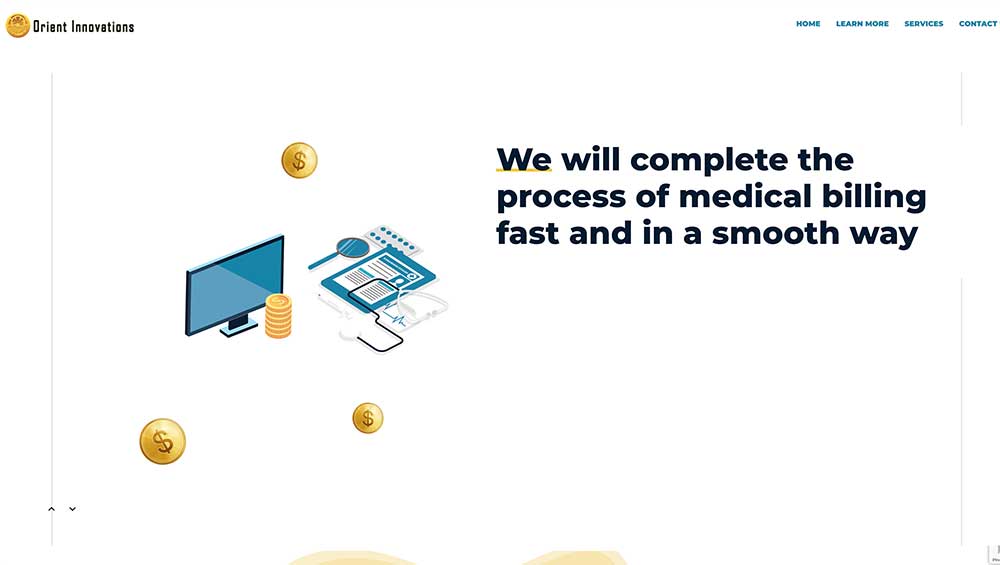 Orient Innovations
HOME LEARN MORE SERVICES CONTACT
We will complete the
process of medical billing
fast and in a smooth way
$
$
$